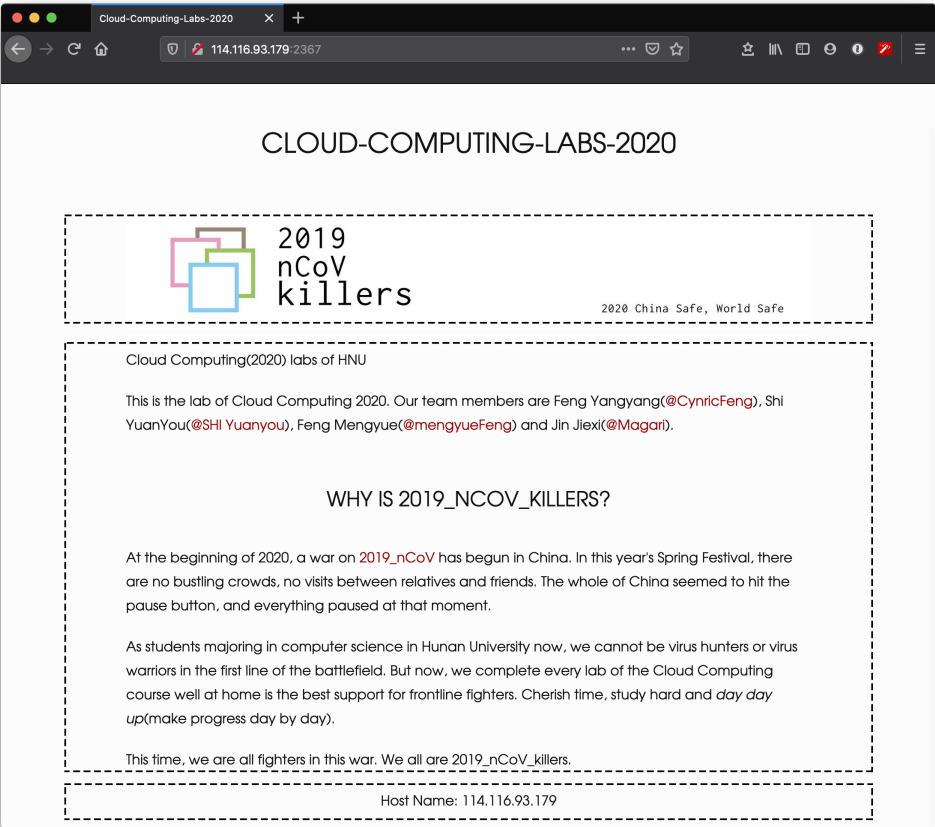 Cloud-Computing-Labs-2020
114.116.93.179:2367
CLOUD-COMPUTING-LABS-2020
2019
nCoV
killers
2020 China Safe, World Safe
Cloud Computing(2020) labs of HNU
This is the lab of Cloud Computing 2020. Our team members are Feng Yangyang(@CynricFeng), Shi
YuanYou(@SHI Yuanyou), Feng Mengyue(@mengyueFeng) and Jin Jiexi(@Magari).
WHY IS 2019_NCOV_KILLERS?
At the beginning of 2020, a war on 2019_nCoV has begun in China. In this year's Spring Festival, there
are no bustling crowds, no visits between relatives and friends. The whole of China seemed to hit the
pause button, and everything paused at that moment.
As students majoring in computer science in Hunan University now, we cannot be virus hunters or virus
warriors in the first line of the battlefield. But now, we complete every lab of the Cloud Computing
course well at home is the best support for frontline fighters. Cherish time, study hard and day day
up(make progress day by day).
This time, we are all fighters in this war. We all are 2019_nCoV_killers.
Host Name: 114.116.93.179